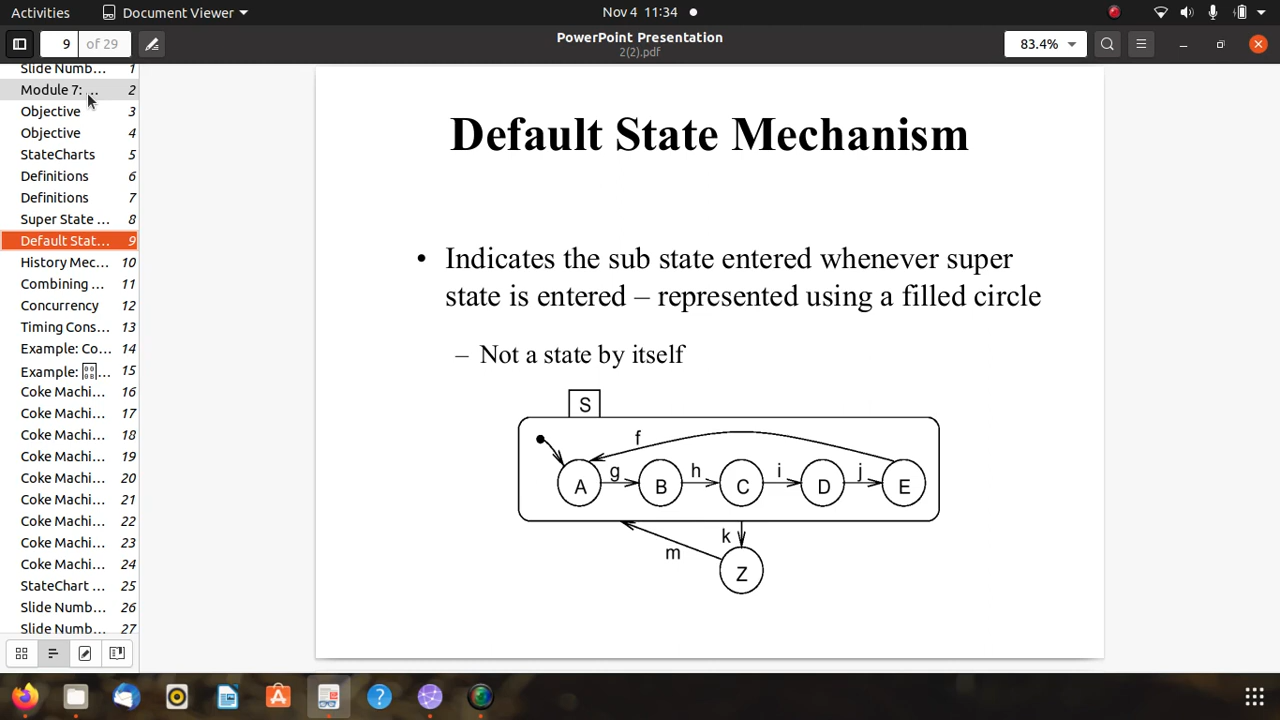 Activities
Document Viewer
Nov 4 11:34
9 of 29
PowerPoint Presentation
2(2).pdf
83.4%
Slide Numb... 1
Module 7: ... 2
Objective 3
Objective 4
StateCharts 5
Definitions 6
Definitions 7
Super State ... 8
Default Stat... 9
History Mec... 10
Combining ... 11
Concurrency 12
Timing Cons... 13
Example: Co... 14
Example: ... 15
Coke Machi... 16
Coke Machi... 17
Coke Machi... 18
Coke Machi... 19
Coke Machi... 20
Coke Machi... 21
Coke Machi... 22
Coke Machi... 23
Coke Machi... 24
StateChart ... 25
Slide Numb... 26
Slide Numb... 27
Default State Mechanism
• Indicates the sub state entered whenever super
state is entered – represented using a filled circle
– Not a state by itself
S
f
g h i j
A B C D E
k
m
Z